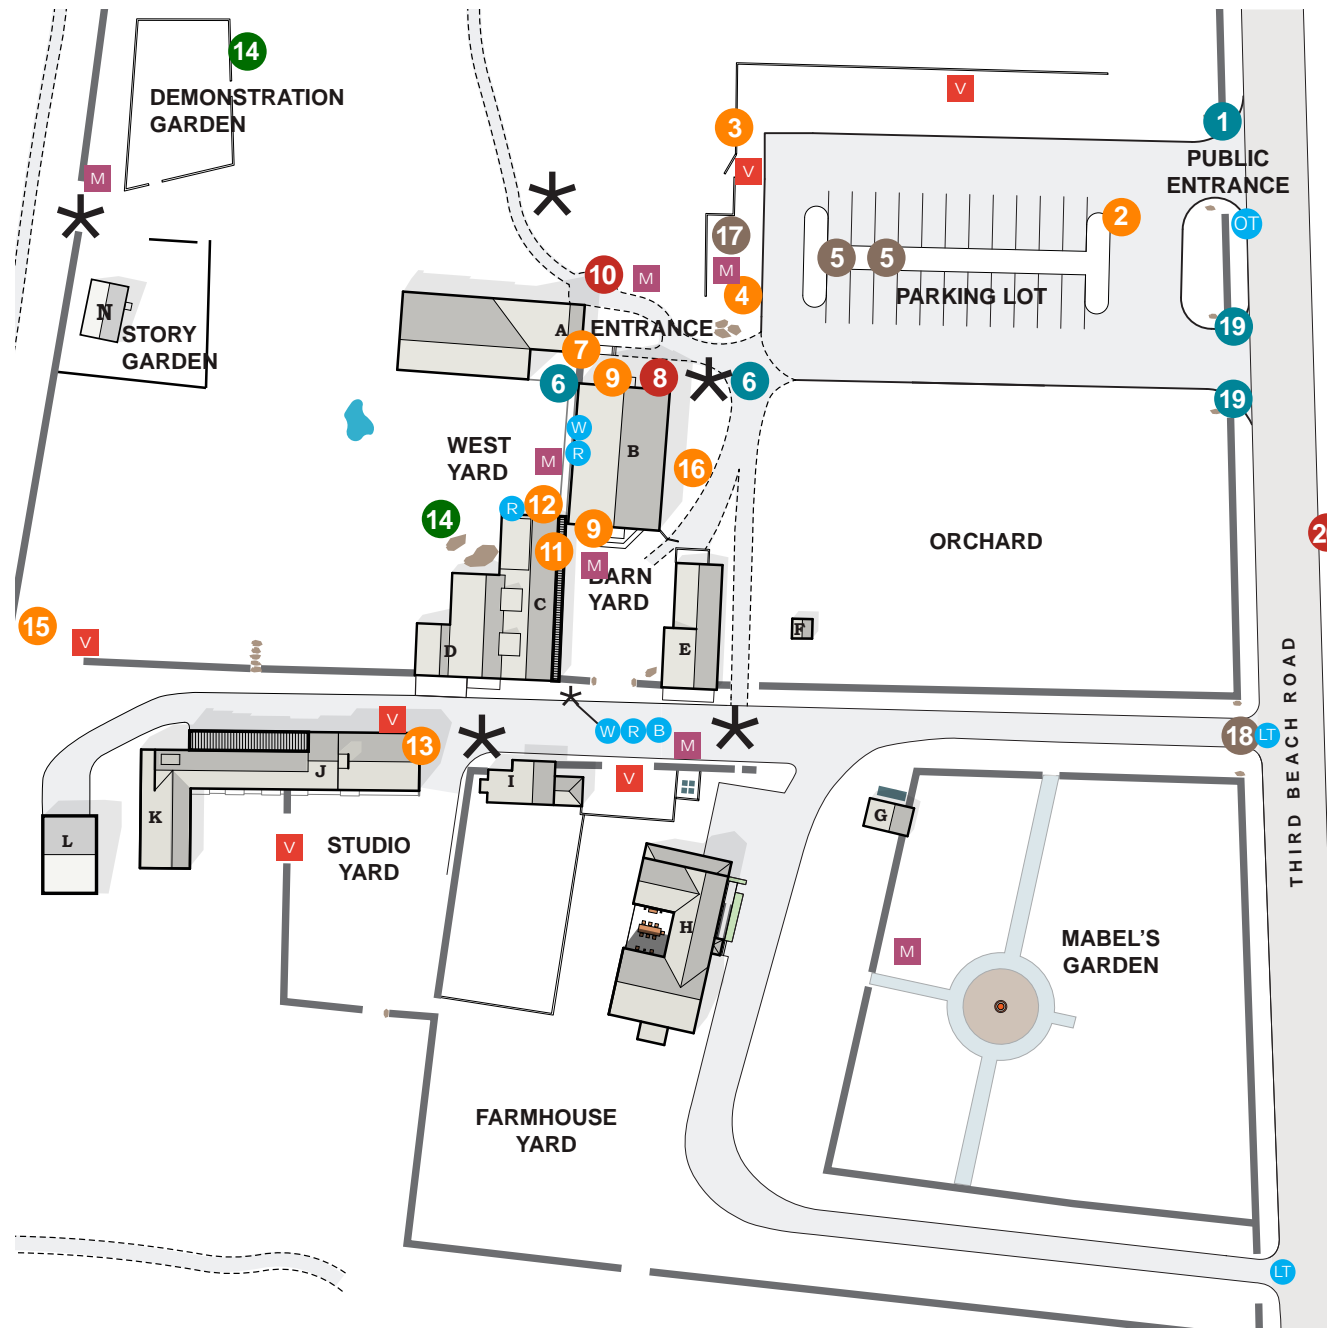 14
DEMONSTRATION
GARDEN
V
3
1
PUBLIC
ENTRANCE
M
V
2
OT
17
5
5
10
M
M
4
PARKING LOT
N
STORY
GARDEN
A
ENTRANCE
19
7
6
9
8
6
19
W
R
WEST
YARD
M
B
16
R
12
14
9
11
M
BARN
YARD
ORCHARD
2
C
15
V
D
E
F
THIRD BEACH ROAD
V
13
W
R
B
M
18
LT
J
I
V
K
L
V
STUDIO
YARD
G
H
M
MABEL'S
GARDEN
FARMHOUSE
YARD
LT